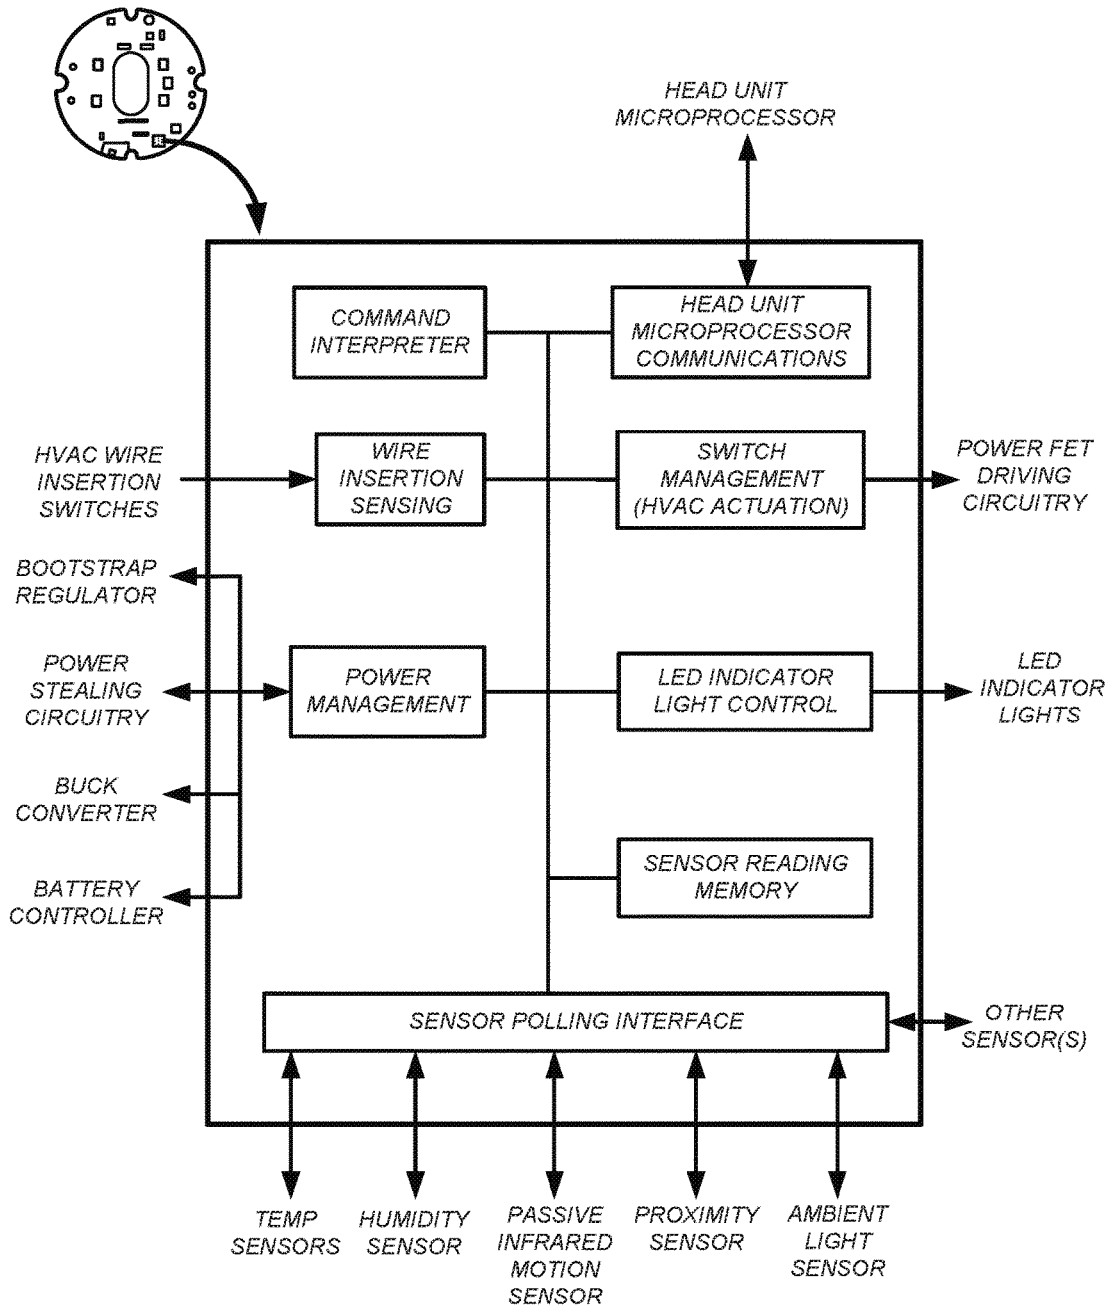 HEAD UNIT
MICROPROCESSOR
COMMAND
INTERPRETER
HEAD UNIT
MICROPROCESSOR
COMMUNICATIONS
HVAC WIRE
INSERTION
SWITCHES
WIRE
INSERTION
SENSING
SWITCH
MANAGEMENT
(HVAC ACTUATION)
POWER FET
DRIVING
CIRCUITRY
BOOTSTRAP
REGULATOR
POWER
STEALING
CIRCUITRY
POWER
MANAGEMENT
LED INDICATOR
LIGHT CONTROL
LED
INDICATOR
LIGHTS
BUCK
CONVERTER
BATTERY
CONTROLLER
SENSOR READING
MEMORY
SENSOR POLLING INTERFACE
OTHER
SENSOR(S)
TEMP
SENSORS
HUMIDITY
SENSOR
PASSIVE
INFRARED
MOTION
SENSOR
PROXIMITY
SENSOR
AMBIENT
LIGHT
SENSOR